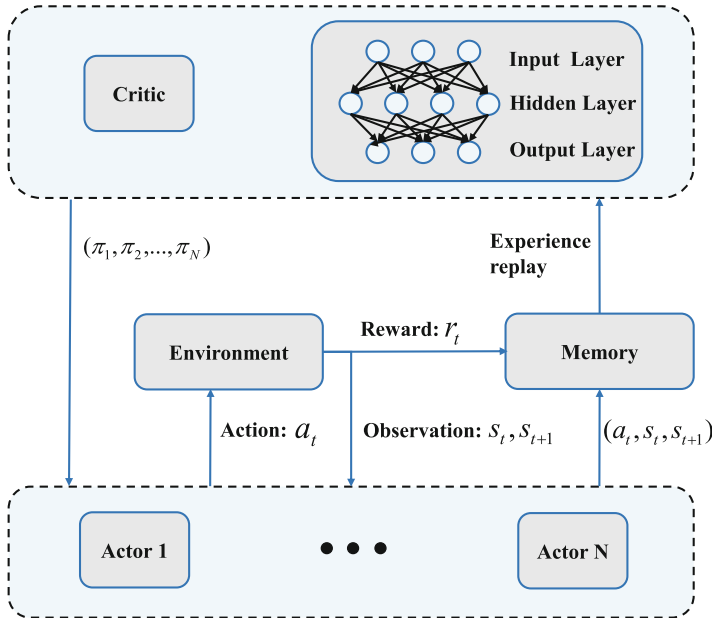 Critic
Input Layer
Hidden Layer
Output Layer
(π₁,π₂,...,π_N)
Experience
replay
Reward: rₜ
Environment
Memory
Action: aₜ
Observation: sₜ,sₜ₊₁
(aₜ,sₜ,sₜ₊₁)
Actor 1
Actor N